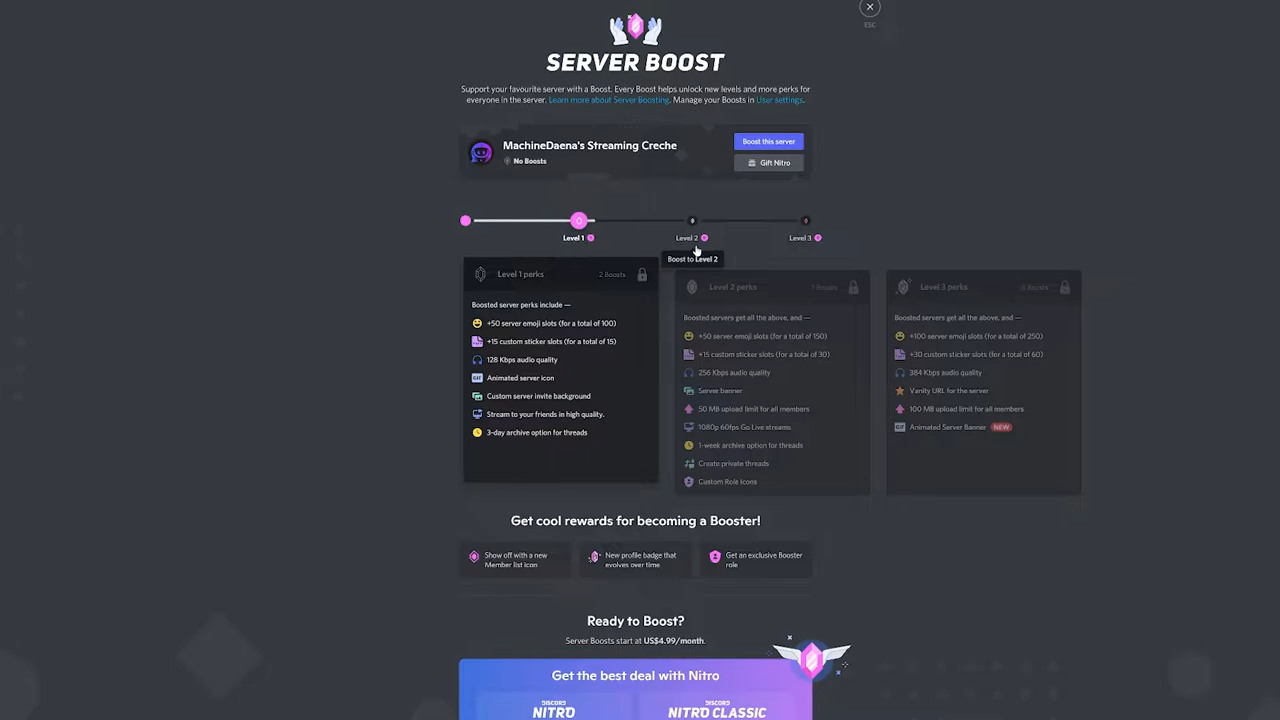 ESC
SERVER BOOST
Support your favourite server with a Boost. Every Boost helps unlock new levels and more perks for
everyone in the server. Learn more about Server Boosting. Manage your Boosts in User settings.
MachineDaena's Streaming Creche
No Boosts
Boost this server
Gift Nitro
Level 1
Level 2
Level 3
Boost to Level 2
Level 1 perks
2 Boosts
Boosted server perks include —
+50 server emoji slots (for a total of 100)
+15 custom sticker slots (for a total of 15)
128 Kbps audio quality
GIF Animated server icon
Custom server invite background
Stream to your friends in high quality.
3-day archive option for threads
Level 2 perks
7 Boosts
Boosted servers get all the above, and —
+50 server emoji slots (for a total of 150)
+15 custom sticker slots (for a total of 30)
256 Kbps audio quality
Server banner
50 MB upload limit for all members
1080p 60fps Go Live streams
1-week archive option for threads
Create private threads
Custom Role Icons
Level 3 perks
Boosts
Boosted servers get all the above, and —
+100 server emoji slots (for a total of 250)
+30 custom sticker slots (for a total of 60)
384 Kbps audio quality
Vanity URL for the server
100 MB upload limit for all members
GIF Animated Server Banner NEW
Get cool rewards for becoming a Booster!
Show off with a new
Member list icon
New profile badge that
evolves over time
Get an exclusive Booster
role
Ready to Boost?
Server Boosts start at US$4.99/month.
Get the best deal with Nitro
DISCORD
NITRO
DISCORD
NITRO CLASSIC